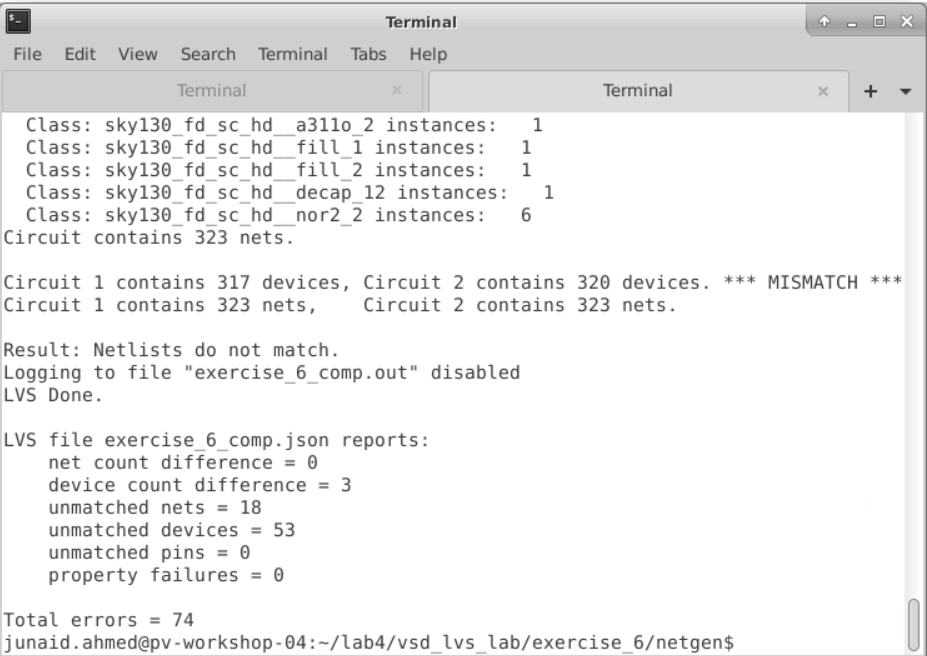 Terminal
File Edit View Search Terminal Tabs Help
Terminal × Terminal ×
  Class: sky130_fd_sc_hd__a311o_2 instances:   1
  Class: sky130_fd_sc_hd__fill_1 instances:   1
  Class: sky130_fd_sc_hd__fill_2 instances:   1
  Class: sky130_fd_sc_hd__decap_12 instances:   1
  Class: sky130_fd_sc_hd__nor2_2 instances:   6
Circuit contains 323 nets.

Circuit 1 contains 317 devices, Circuit 2 contains 320 devices. *** MISMATCH ***
Circuit 1 contains 323 nets,    Circuit 2 contains 323 nets.

Result: Netlists do not match.
Logging to file "exercise_6_comp.out" disabled
LVS Done.

LVS file exercise_6_comp.json reports:
    net count difference = 0
    device count difference = 3
    unmatched nets = 18
    unmatched devices = 53
    unmatched pins = 0
    property failures = 0

Total errors = 74
junaid.ahmed@pv-workshop-04:~/lab4/vsd_lvs_lab/exercise_6/netgen$